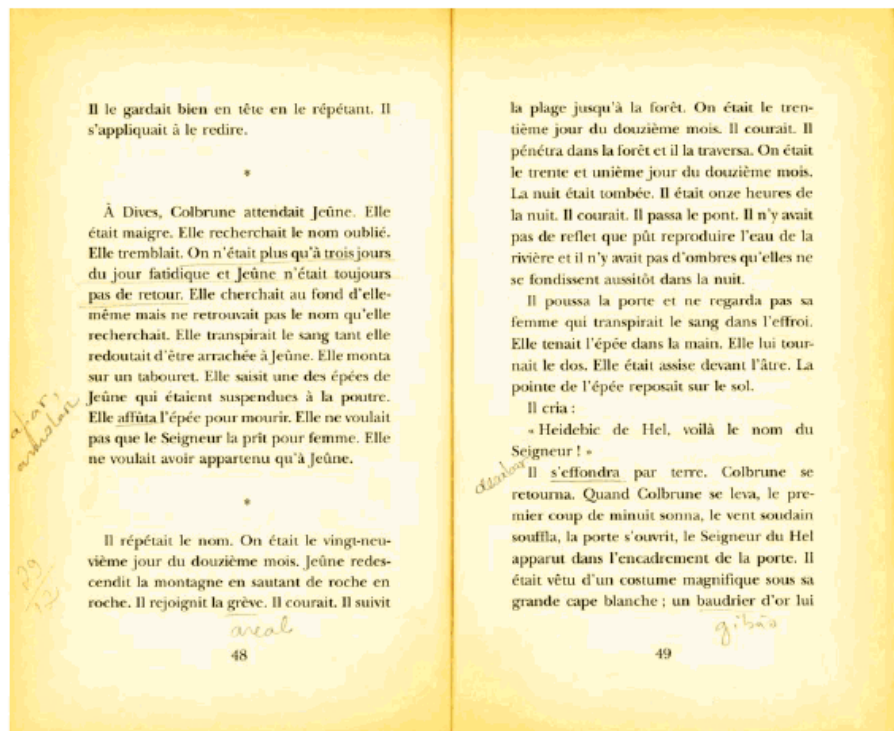 Il le gardait bien en tête en le répétant. Il
s'appliquait à le redire.
*
À Dives, Colbrune attendait Jeûne. Elle
était maigre. Elle recherchait le nom oublié.
Elle tremblait. On n'était plus qu'à trois jours
du jour fatidique et Jeûne n'était toujours
pas de retour. Elle cherchait au fond d'elle-
même mais ne retrouvait pas le nom qu'elle
recherchait. Elle transpirait le sang tant elle
redoutait d'être arrachée à Jeûne. Elle monta
sur un tabouret. Elle saisit une des épées de
Jeûne qui étaient suspendues à la poutre.
Elle affûta l'épée pour mourir. Elle ne voulait
pas que le Seigneur la prît pour femme. Elle
ne voulait avoir appartenu qu'à Jeûne.
afiar,
*
Il répétait le nom. On était le vingt-neu-
vième jour du douzième mois. Jeûne redes-
cendit la montagne en sautant de roche en
roche. Il rejoignit la grève. Il courait. Il suivit
29
12
areal
48
la plage jusqu'à la forêt. On était le tren-
tième jour du douzième mois. Il courait. Il
pénétra dans la forêt et il la traversa. On était
le trente et unième jour du douzième mois.
La nuit était tombée. Il était onze heures de
la nuit. Il courait. Il passa le pont. Il n'y avait
pas de reflet que pût reproduire l'eau de la
rivière et il n'y avait pas d'ombres qu'elles ne
se fondissent aussitôt dans la nuit.
Il poussa la porte et ne regarda pas sa
femme qui transpirait le sang dans l'effroi.
Elle tenait l'épée dans la main. Elle lui tour-
nait le dos. Elle était assise devant l'âtre. La
pointe de l'épée reposait sur le sol.
Il cria :
« Heidebic de Hel, voilà le nom du
Seigneur ! »
Il s'effondra par terre. Colbrune se
retourna. Quand Colbrune se leva, le pre-
mier coup de minuit sonna, le vent soudain
souffla, la porte s'ouvrit, le Seigneur du Hel
apparut dans l'encadrement de la porte. Il
était vêtu d'un costume magnifique sous sa
grande cape blanche ; un baudrier d'or lui
gibão
49